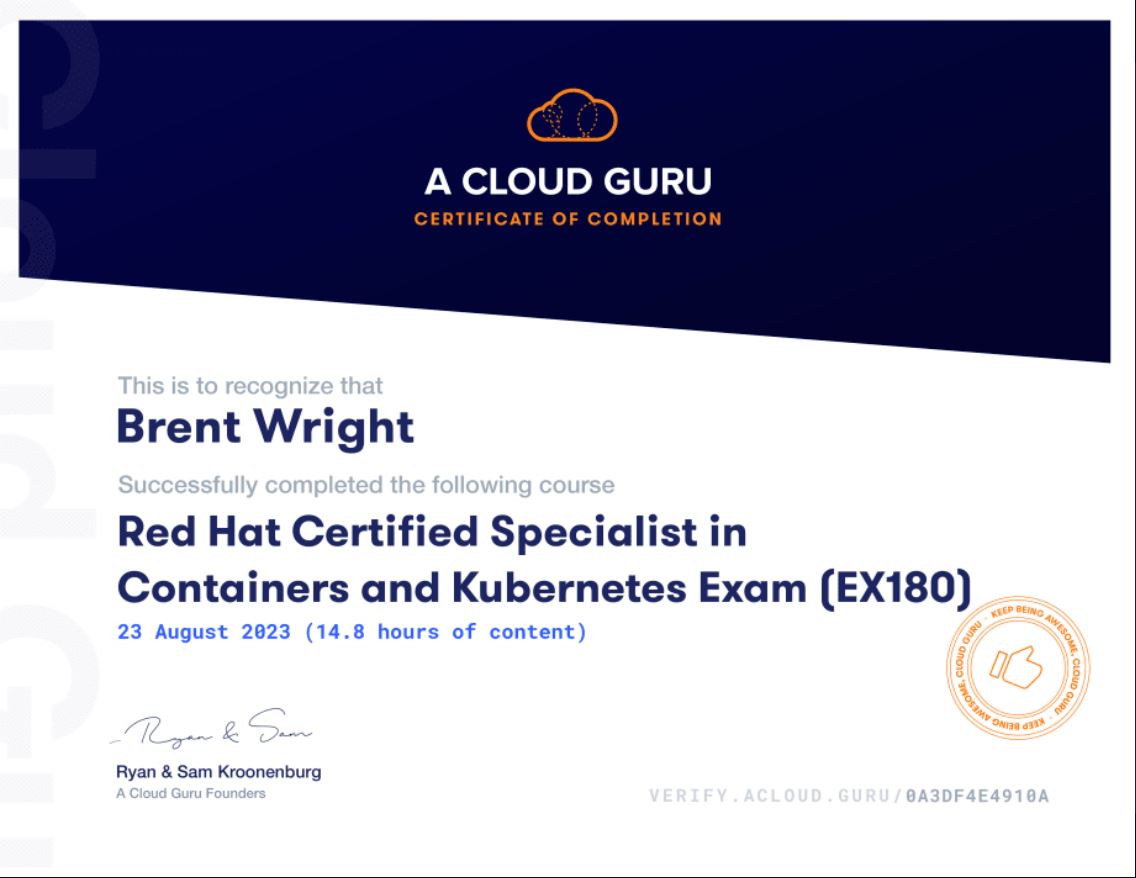 A CLOUD GURU
CERTIFICATE OF COMPLETION
This is to recognize that
Brent Wright
Successfully completed the following course
Red Hat Certified Specialist in
Containers and Kubernetes Exam (EX180)
23 August 2023 (14.8 hours of content)
KEEP BEING AWESOME, CLOUD GURU · KEEP BEING AWESOME, CLOUD GURU ·
Ryan & Sam
Ryan & Sam Kroonenburg
A Cloud Guru Founders
VERIFY.ACLOUD.GURU/0A3DF4E4910A
Cloud Gu